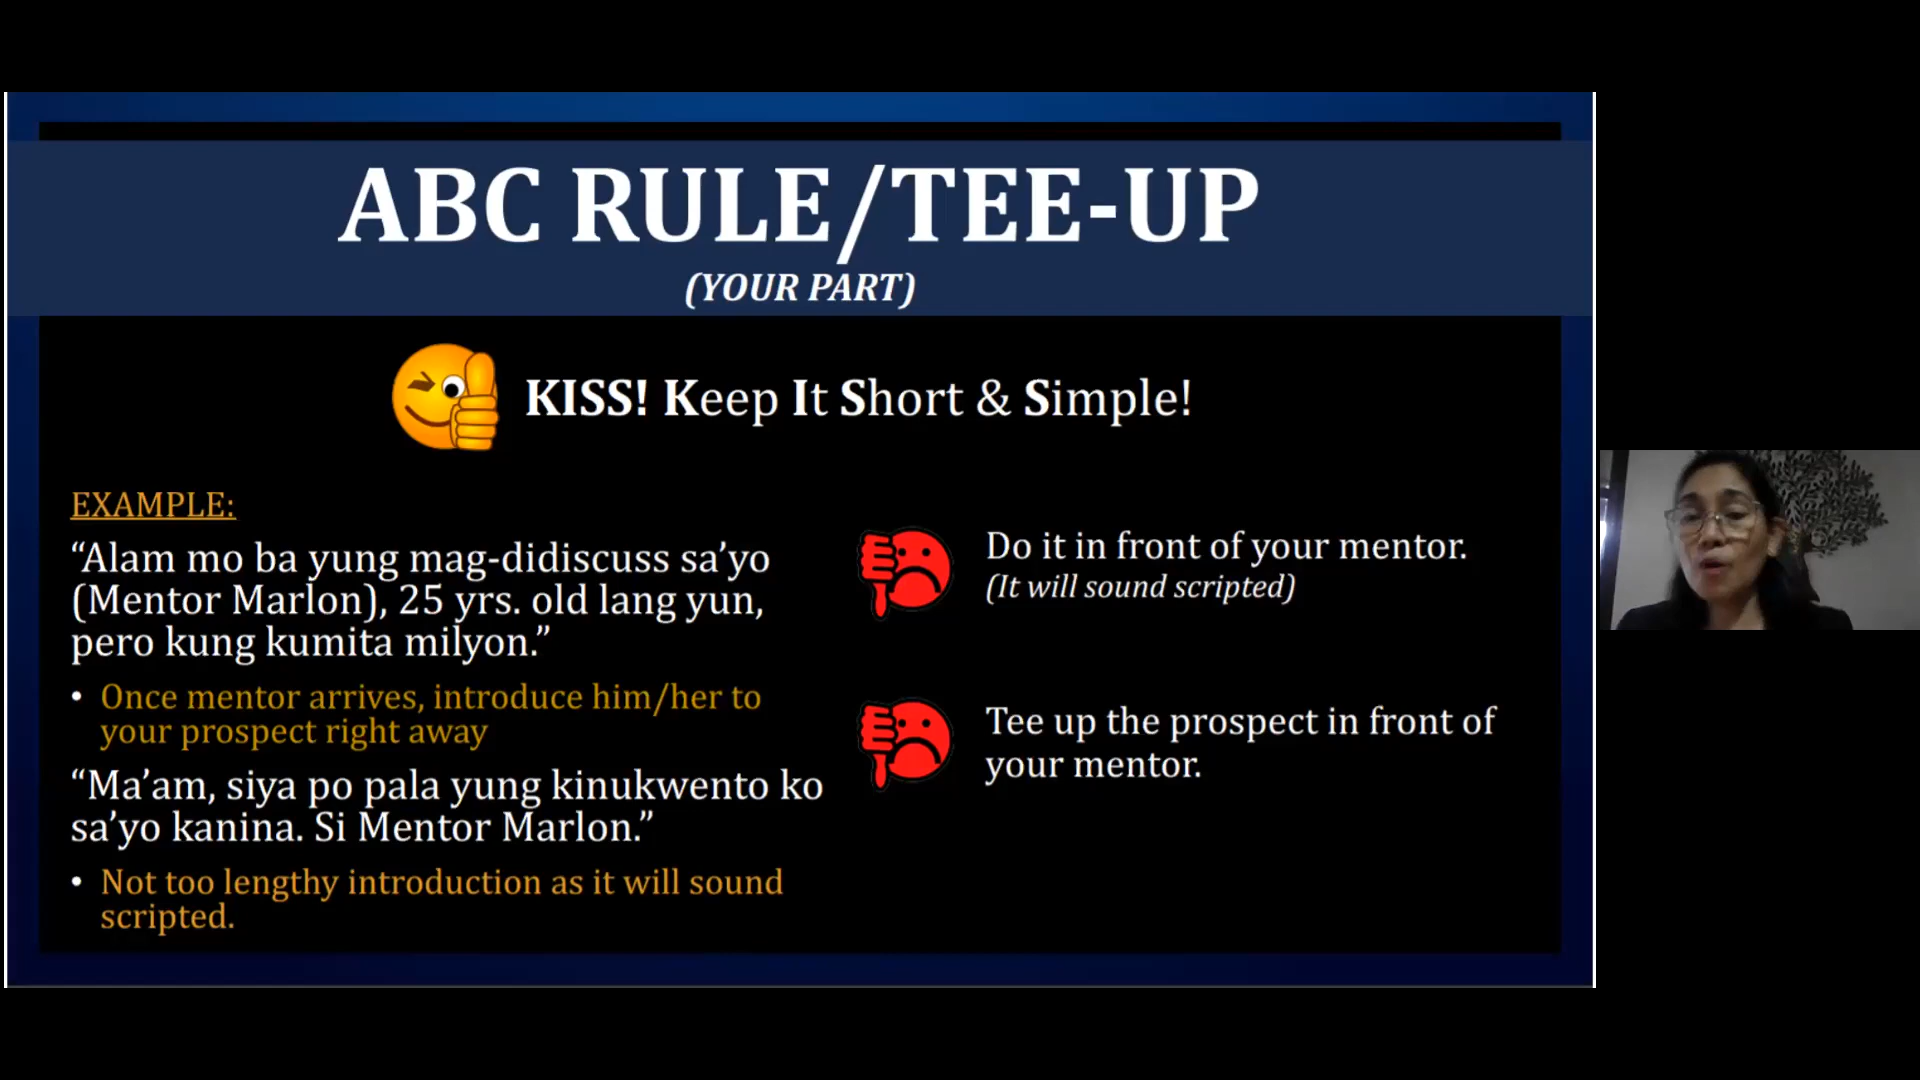 ABC RULE/TEE-UP
(YOUR PART)
KISS! Keep It Short & Simple!
EXAMPLE:
“Alam mo ba yung mag-didiscuss sa’yo
(Mentor Marlon), 25 yrs. old lang yun,
pero kung kumita milyon.”
• Once mentor arrives, introduce him/her to
your prospect right away
“Ma’am, siya po pala yung kinukwento ko
sa’yo kanina. Si Mentor Marlon.”
• Not too lengthy introduction as it will sound
scripted.
Do it in front of your mentor.
(It will sound scripted)
Tee up the prospect in front of
your mentor.